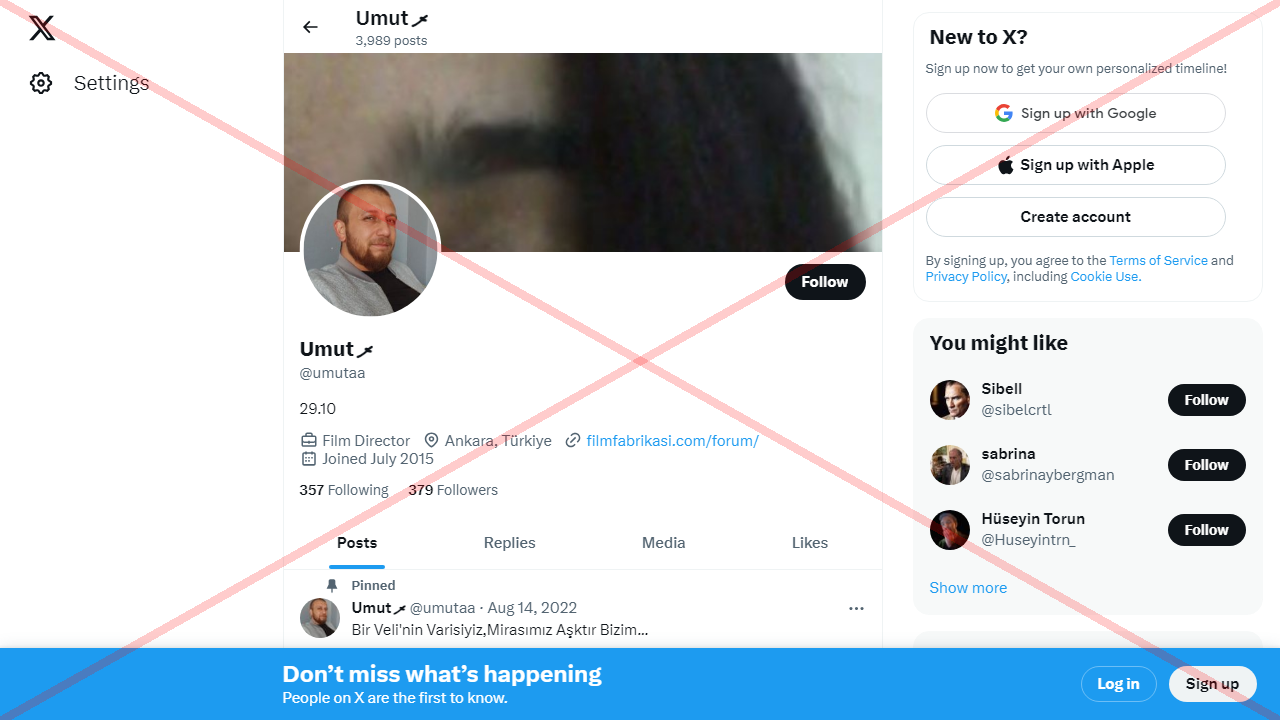 Settings
Umut
3,989 posts
Follow
Umut
@umutaa
29.10
Film Director Ankara, Türkiye filmfabrikasi.com/forum/
Joined July 2015
357 Following 379 Followers
Posts Replies Media Likes
Pinned
Umut @umutaa · Aug 14, 2022
Bir Veli'nin Varisiyiz,Mirasımız Aşktır Bizim...
New to X?
Sign up now to get your own personalized timeline!
Sign up with Google
Sign up with Apple
Create account
By signing up, you agree to the Terms of Service and
Privacy Policy, including Cookie Use.
You might like
Sibell
@sibelcrtl
Follow
sabrina
@sabrinaybergman
Follow
Hüseyin Torun
@Huseyintrn_
Follow
Show more
Don’t miss what’s happening
People on X are the first to know.
Log in
Sign up